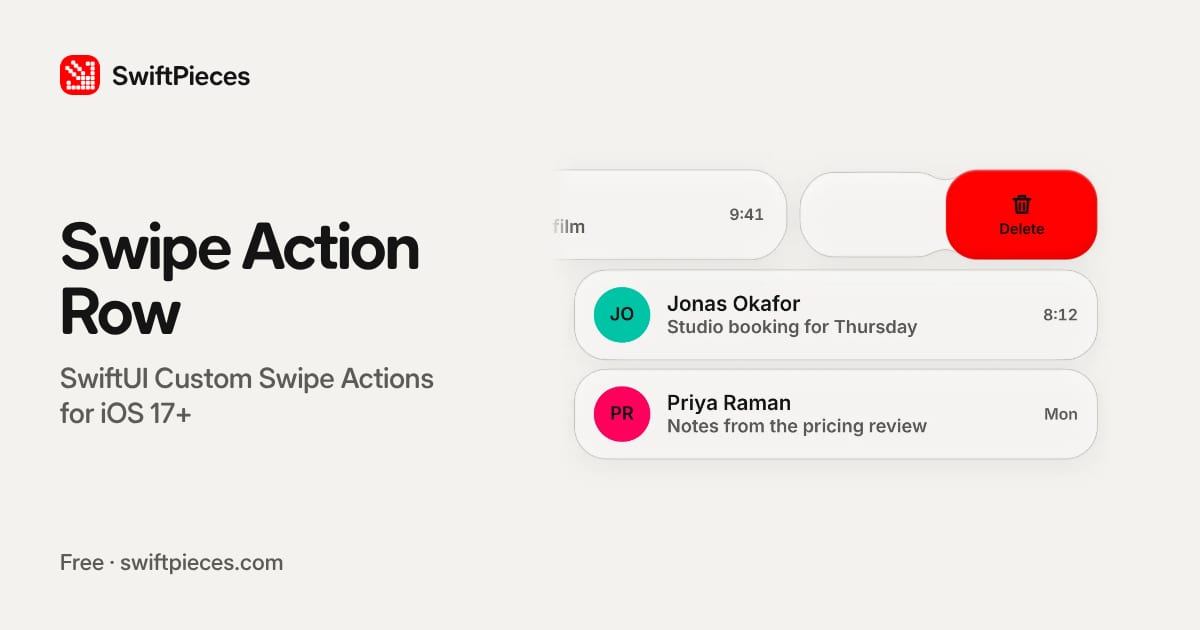 SwiftPieces
Swipe Action
Row
SwiftUI Custom Swipe Actions
for iOS 17+
Free · swiftpieces.com
film
9:41
Delete
JO
Jonas Okafor
Studio booking for Thursday
8:12
PR
Priya Raman
Notes from the pricing review
Mon